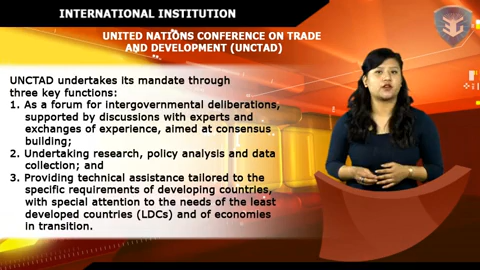 INTERNATIONAL INSTITUTION
UNITED NATIONS CONFERENCE ON TRADE
AND DEVELOPMENT (UNCTAD)
UNCTAD undertakes its mandate through
three key functions:
1. As a forum for intergovernmental deliberations,
supported by discussions with experts and
exchanges of experience, aimed at consensus
building;
2. Undertaking research, policy analysis and data
collection; and
3. Providing technical assistance tailored to the
specific requirements of developing countries,
with special attention to the needs of the least
developed countries (LDCs) and of economies
in transition.